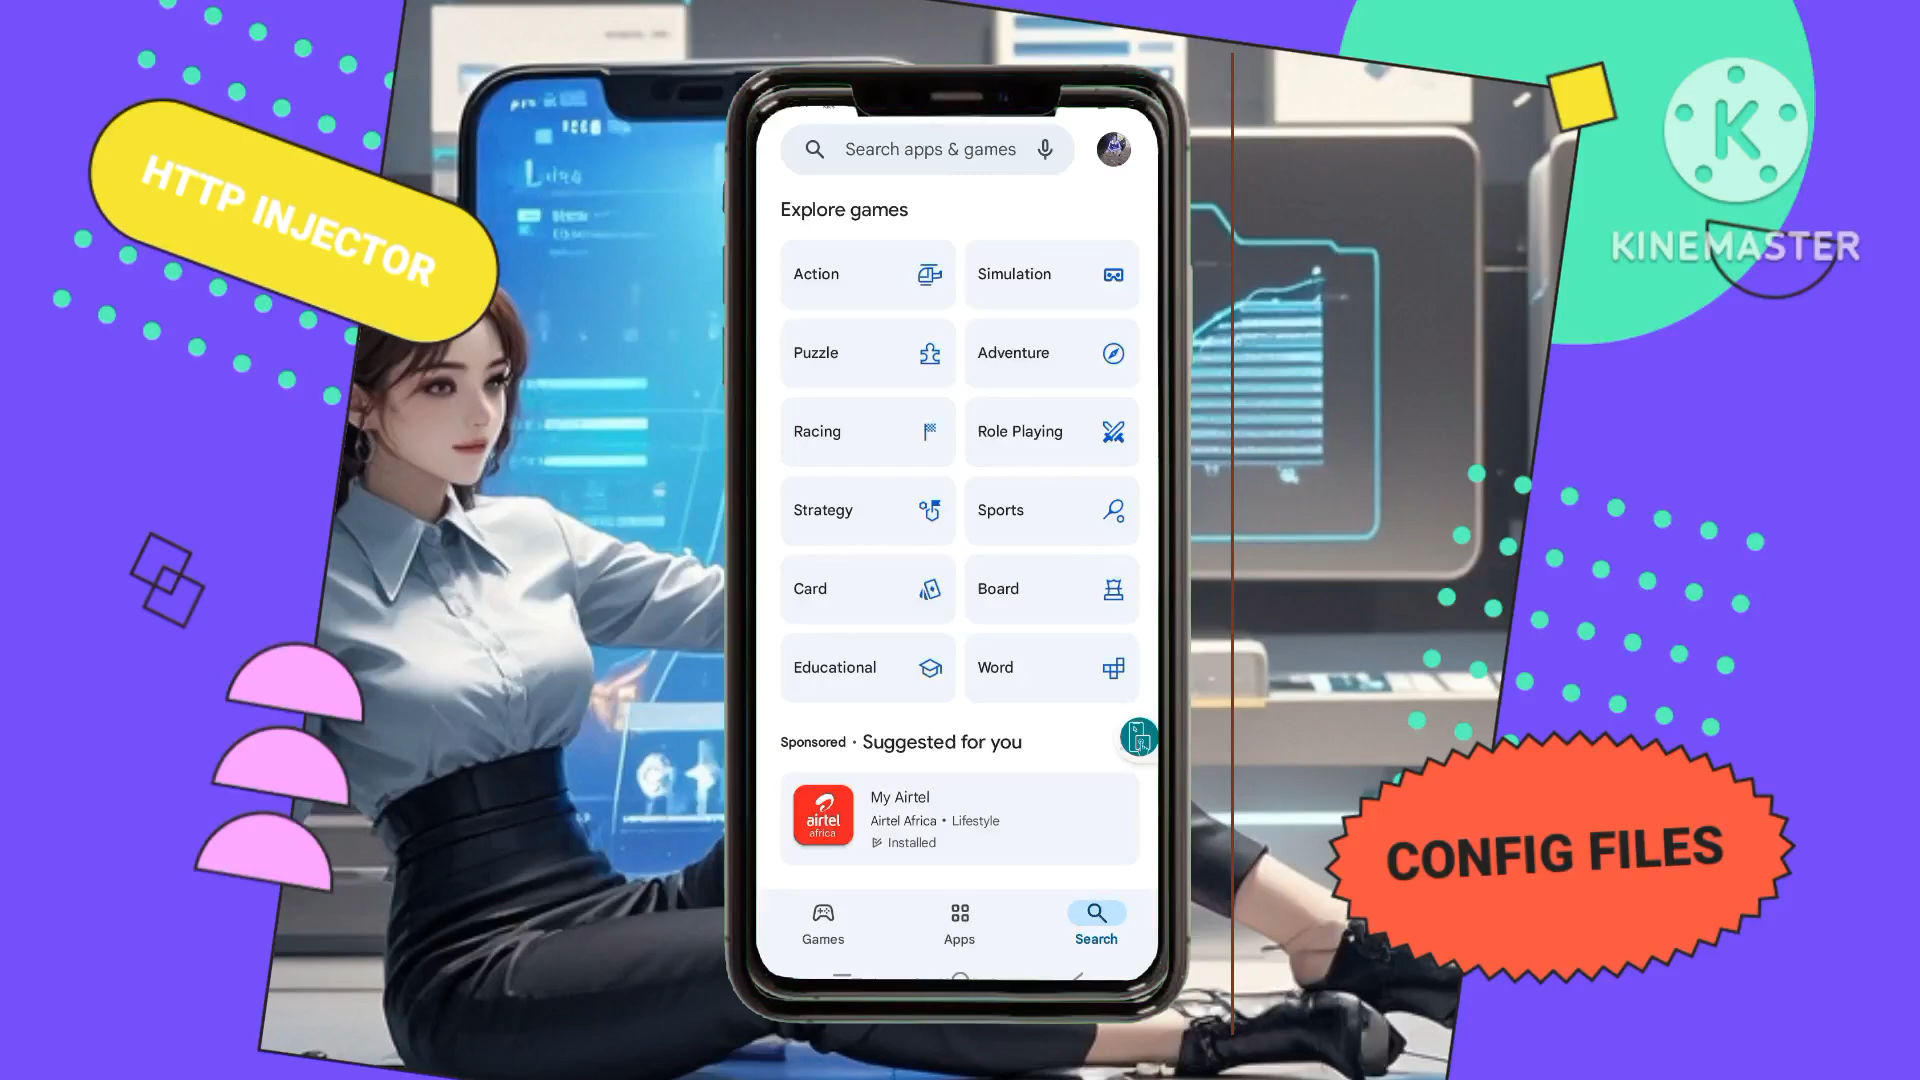 HTTP INJECTOR
KINEMASTER
Search apps & games
Explore games
Action
Simulation
Puzzle
Adventure
Racing
Role Playing
Strategy
Sports
Card
Board
Educational
Word
Sponsored · Suggested for you
airtel
africa
My Airtel
Airtel Africa • Lifestyle
Installed
Games
Apps
Search
CONFIG FILES